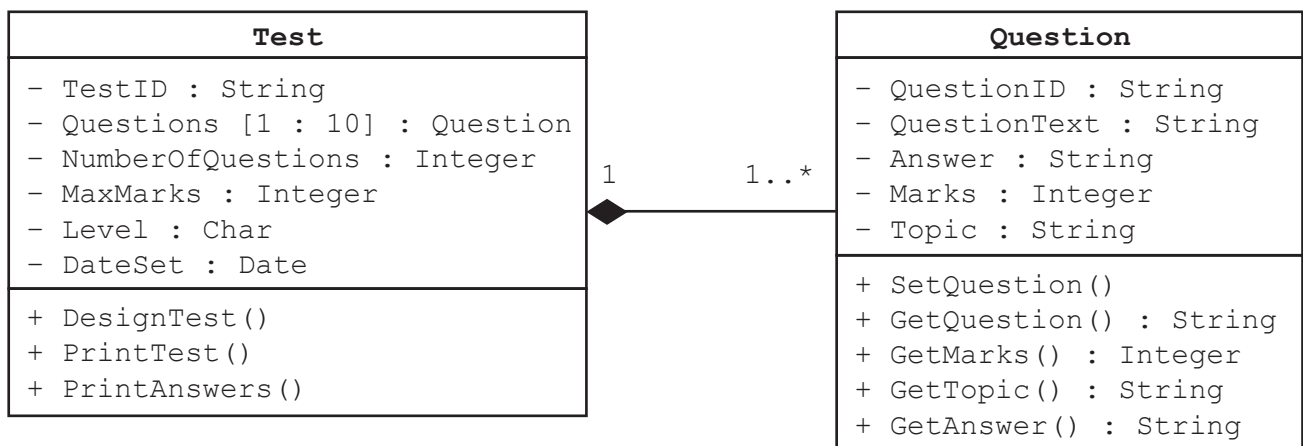 Test
- TestID : String
- Questions [1 : 10] : Question
- NumberOfQuestions : Integer
- MaxMarks : Integer
- Level : Char
- DateSet : Date
+ DesignTest()
+ PrintTest()
+ PrintAnswers()
1
1..*
Question
- QuestionID : String
- QuestionText : String
- Answer : String
- Marks : Integer
- Topic : String
+ SetQuestion()
+ GetQuestion() : String
+ GetMarks() : Integer
+ GetTopic() : String
+ GetAnswer() : String